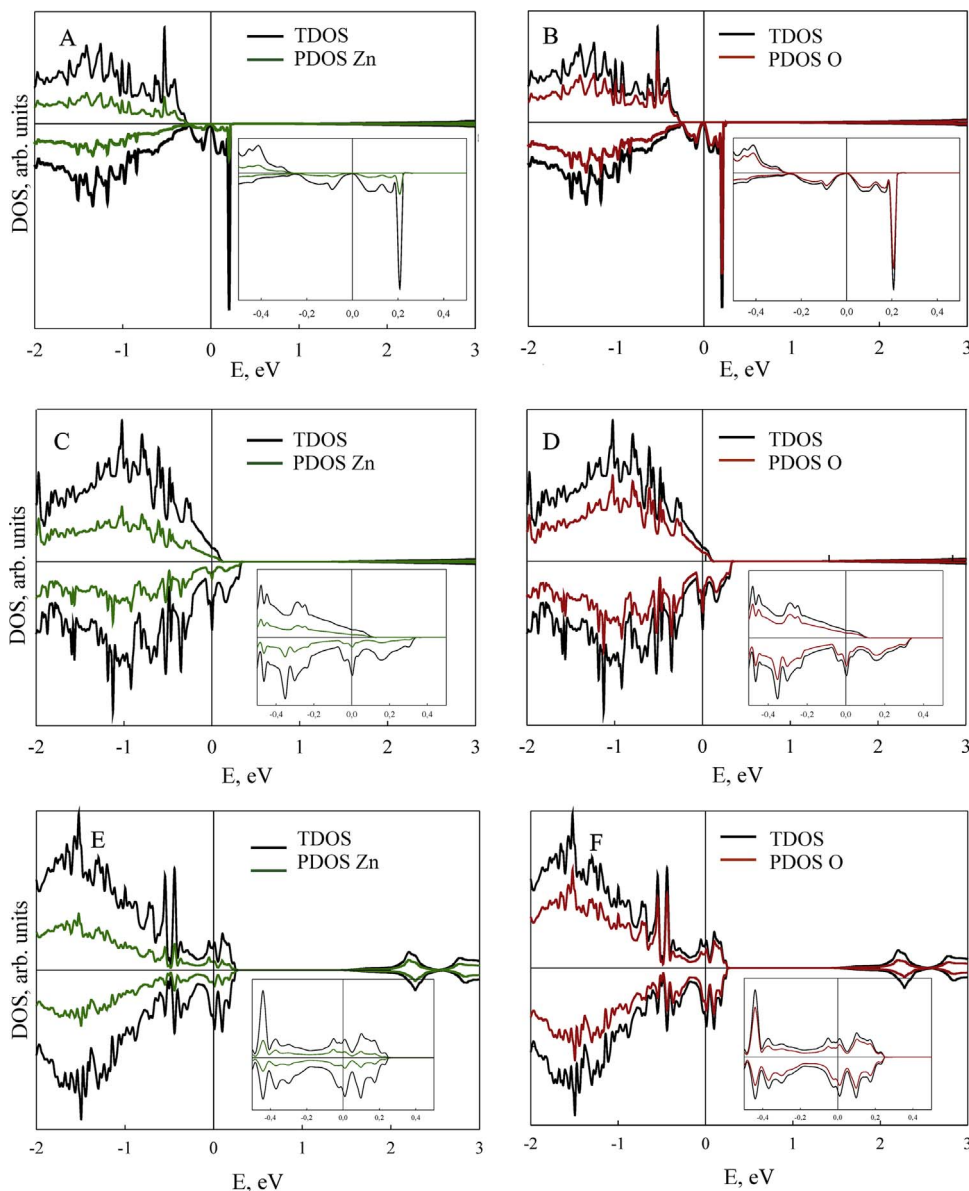 A
TDOS
PDOS Zn
DOS, arb. units
-0,4 -0,2 0,0 0,2 0,4
-2 -1 0 1 2 3
E, eV
B
TDOS
PDOS O
-0,4 -0,2 0,0 0,2 0,4
-2 -1 0 1 2 3
E, eV
C
TDOS
PDOS Zn
DOS, arb. units
-0,4 -0,2 0,0 0,2 0,4
-2 -1 0 1 2 3
E, eV
D
TDOS
PDOS O
-0,4 -0,2 0,0 0,2 0,4
-2 -1 0 1 2 3
E, eV
E
TDOS
PDOS Zn
DOS, arb. units
-0,4 -0,2 0,0 0,2 0,4
-2 -1 0 1 2 3
E, eV
F
TDOS
PDOS O
-0,4 -0,2 0,0 0,2 0,4
-2 -1 0 1 2 3
E, eV